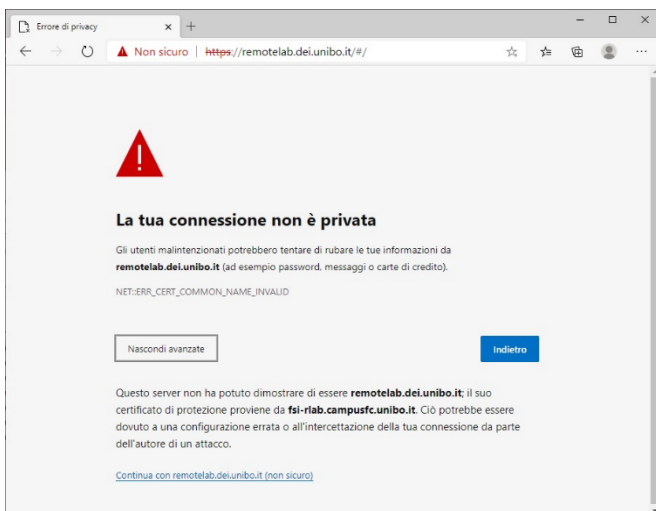 Errore di privacy
Non sicuro | https://remotelab.dei.unibo.it/#/
La tua connessione non è privata
Gli utenti malintenzionati potrebbero tentare di rubare le tue informazioni da
remotelab.dei.unibo.it (ad esempio password, messaggi o carte di credito).
NET::ERR_CERT_COMMON_NAME_INVALID
Nascondi avanzate
Indietro
Questo server non ha potuto dimostrare di essere remotelab.dei.unibo.it; il suo
certificato di protezione proviene da fsi-rlab.campusfc.unibo.it. Ciò potrebbe essere
dovuto a una configurazione errata o all'intercettazione della tua connessione da parte
dell'autore di un attacco.
Continua con remotelab.dei.unibo.it (non sicuro)